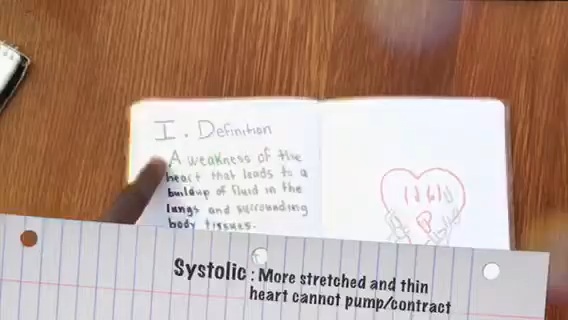 I. Definition
A weakness of the
heart that leads to a
buildup of fluid in the
lungs and surrounding
body tissues.
Systolic : More stretched and thin
heart cannot pump/contract